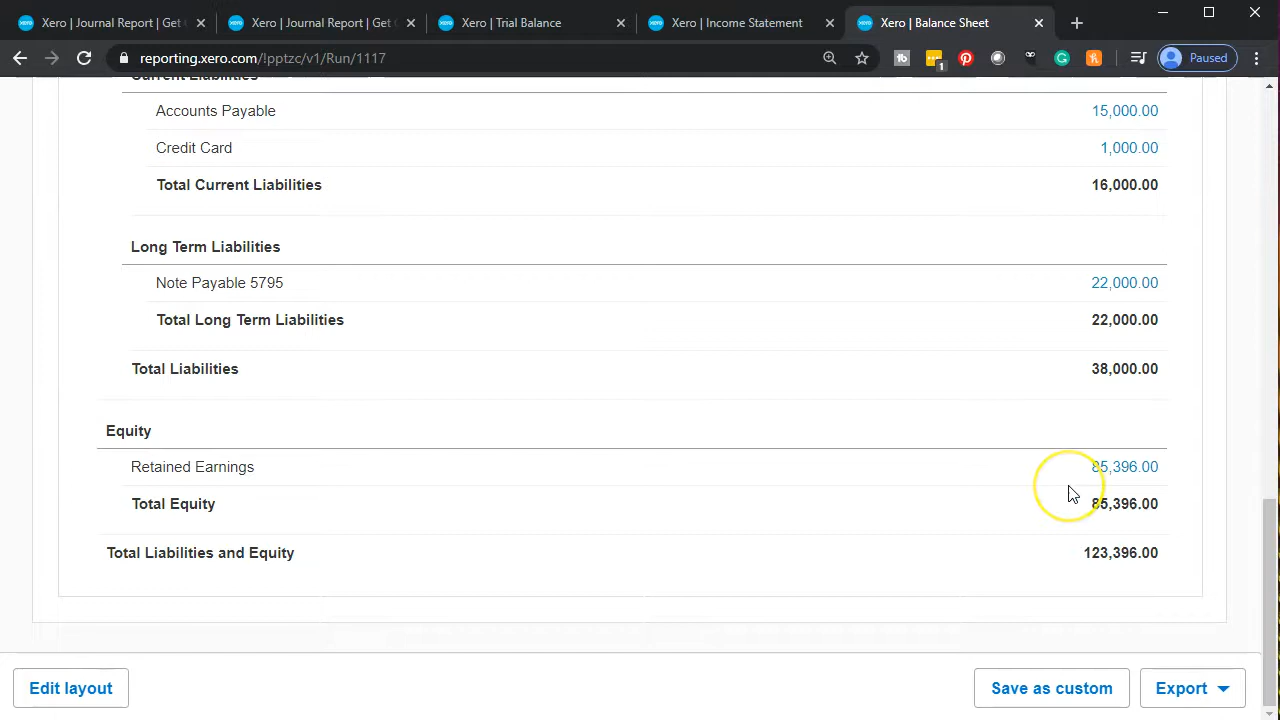 Xero | Journal Report | Get
Xero | Journal Report | Get
Xero | Trial Balance
Xero | Income Statement
Xero | Balance Sheet
reporting.xero.com/!pptzc/v1/Run/1117
1
Paused
Current Liabilities
Accounts Payable 15,000.00
Credit Card 1,000.00
Total Current Liabilities 16,000.00
Long Term Liabilities
Note Payable 5795 22,000.00
Total Long Term Liabilities 22,000.00
Total Liabilities 38,000.00
Equity
Retained Earnings 85,396.00
Total Equity 85,396.00
Total Liabilities and Equity 123,396.00
Edit layout
Save as custom
Export